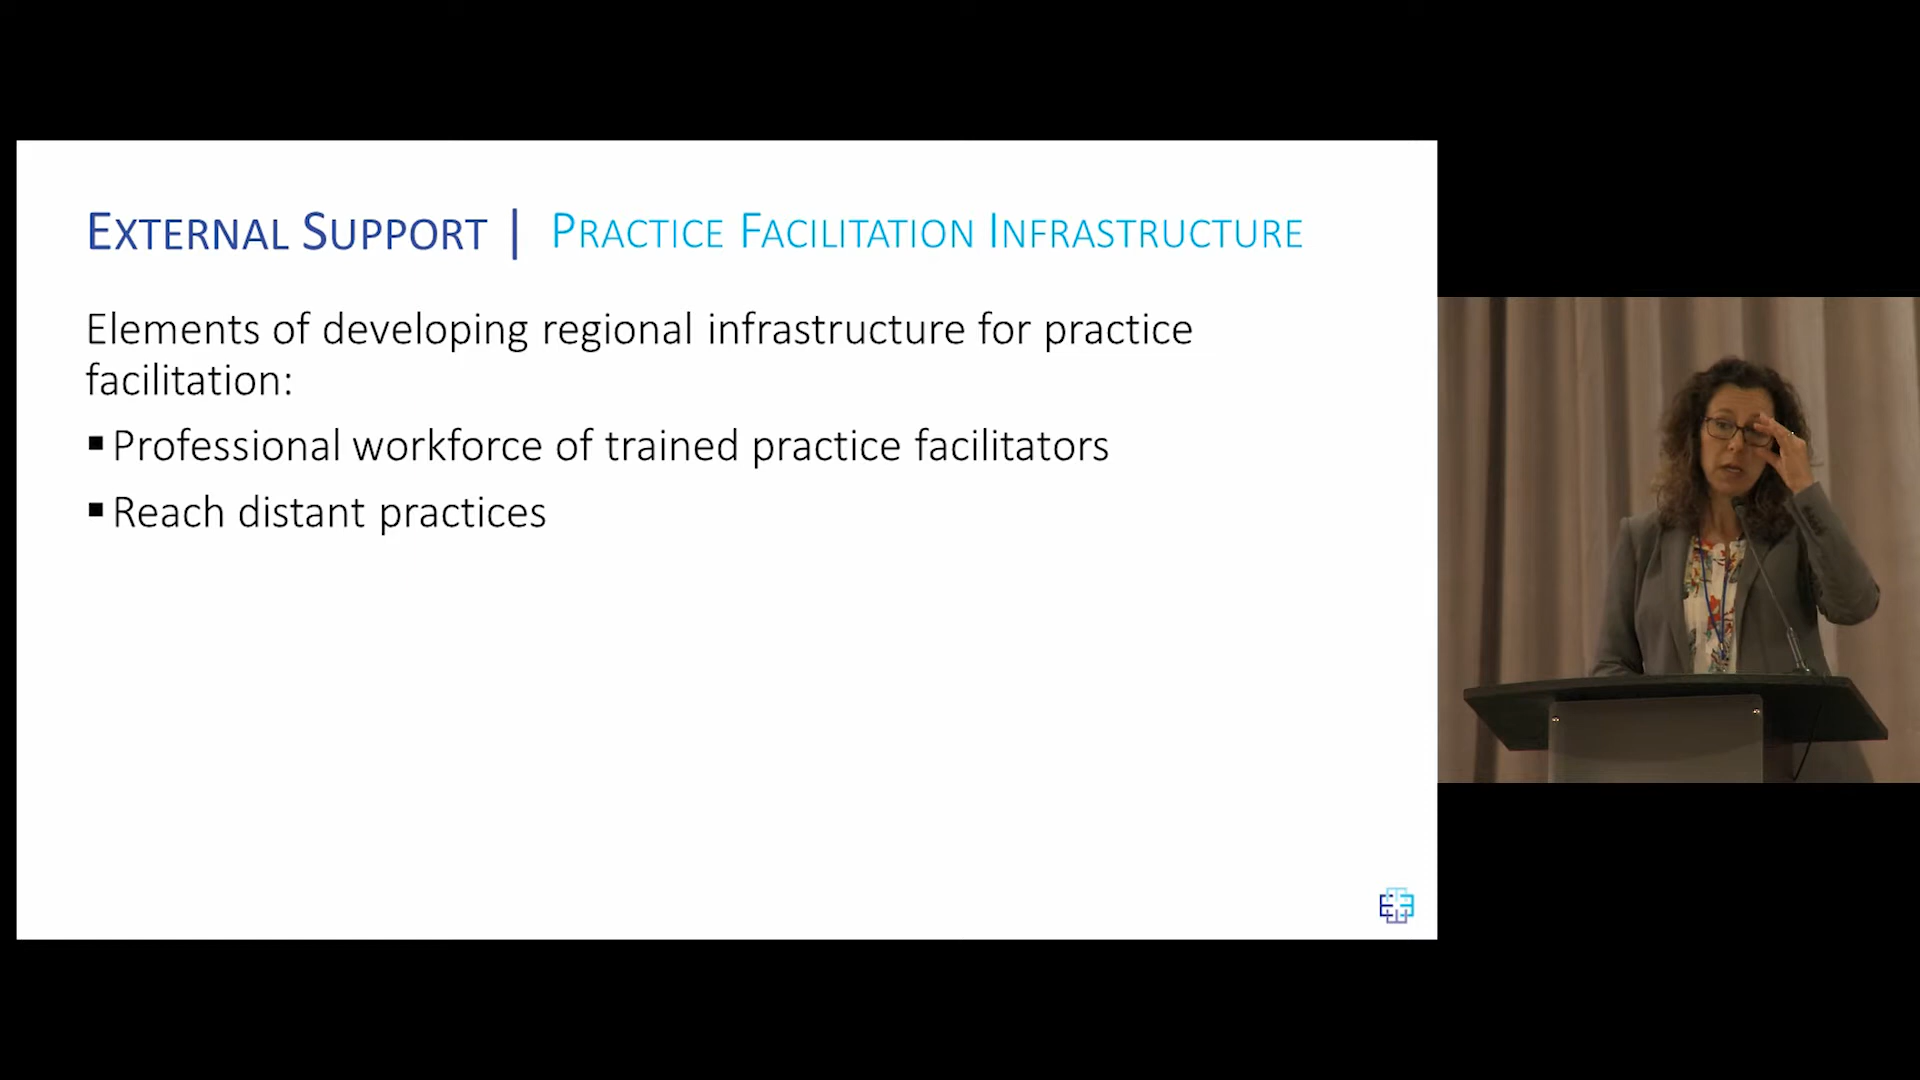 EXTERNAL SUPPORT | PRACTICE FACILITATION INFRASTRUCTURE
Elements of developing regional infrastructure for practice
facilitation:
▪ Professional workforce of trained practice facilitators
▪ Reach distant practices